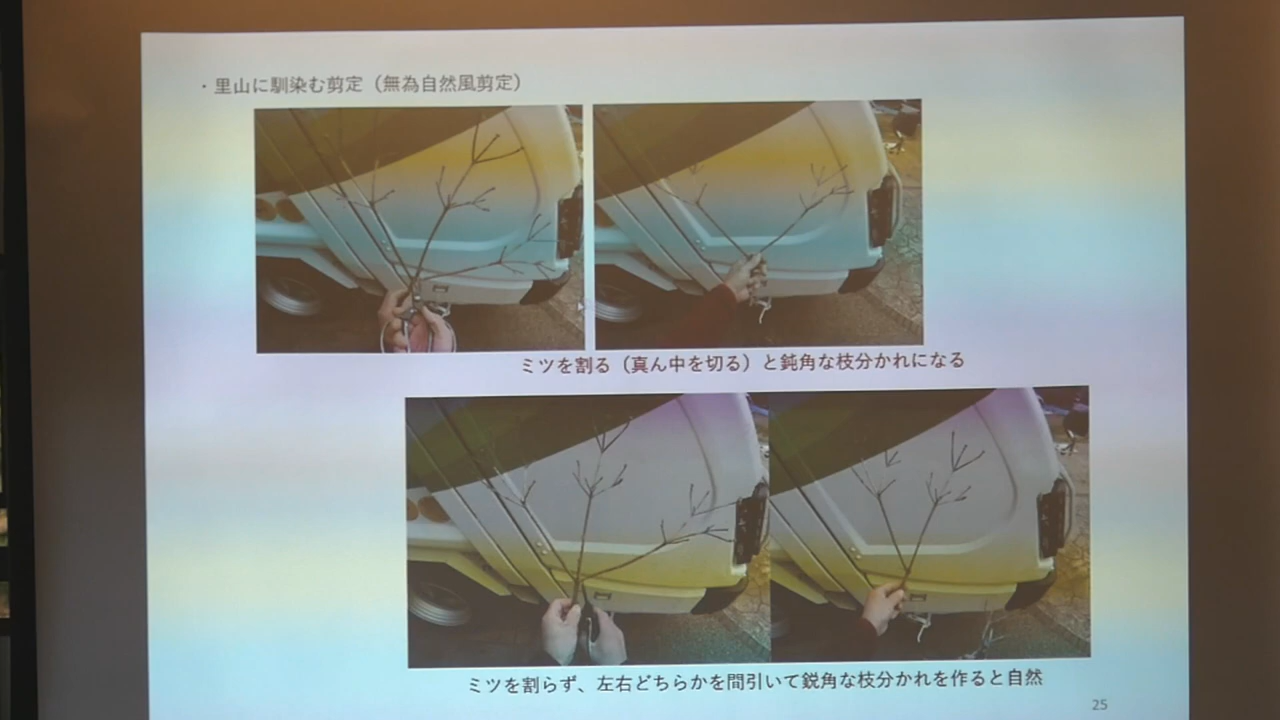 ・里山に馴染む剪定（無為自然風剪定）
ミツを割る（真ん中を切る）と鈍角な枝分かれになる
ミツを割らず、左右どちらかを間引いて鋭角な枝分かれを作ると自然
25